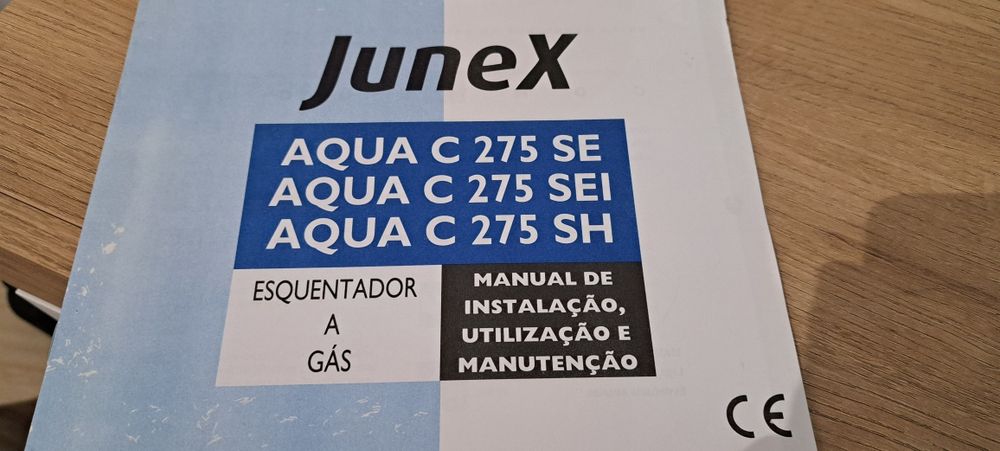 JuneX
AQUA C 275 SE
AQUA C 275 SEI
AQUA C 275 SH
ESQUENTADOR
A
GÁS
MANUAL DE
INSTALAÇÃO,
UTILIZAÇÃO E
MANUTENÇÃO
CE